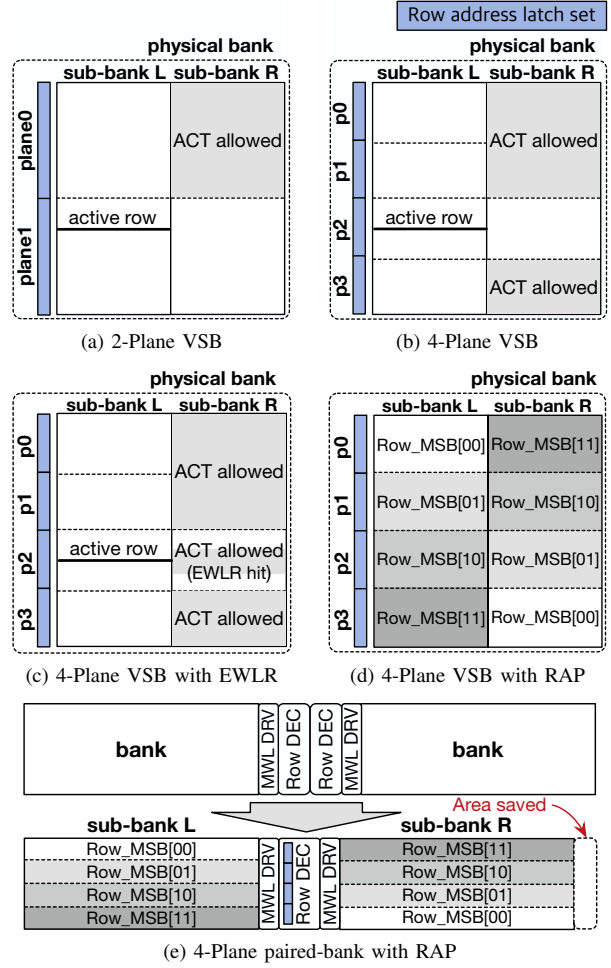 Row address latch set
physical bank
sub-bank L sub-bank R
plane0
plane1
ACT allowed
active row
(a) 2-Plane VSB
physical bank
sub-bank L sub-bank R
p0
p1
p2
p3
ACT allowed
active row
ACT allowed
(b) 4-Plane VSB
physical bank
sub-bank L sub-bank R
p0
p1
p2
p3
ACT allowed
active row
ACT allowed
(EWLR hit)
ACT allowed
(c) 4-Plane VSB with EWLR
physical bank
sub-bank L sub-bank R
p0
p1
p2
p3
Row_MSB[00] Row_MSB[11]
Row_MSB[01] Row_MSB[10]
Row_MSB[10] Row_MSB[01]
Row_MSB[11] Row_MSB[00]
(d) 4-Plane VSB with RAP
bank
MWL DRV
Row DEC
Row DEC
MWL DRV
bank
Area saved
sub-bank L
sub-bank R
Row_MSB[00]
Row_MSB[01]
Row_MSB[10]
Row_MSB[11]
MWL DRV
Row DEC
MWL DRV
Row_MSB[11]
Row_MSB[10]
Row_MSB[01]
Row_MSB[00]
(e) 4-Plane paired-bank with RAP